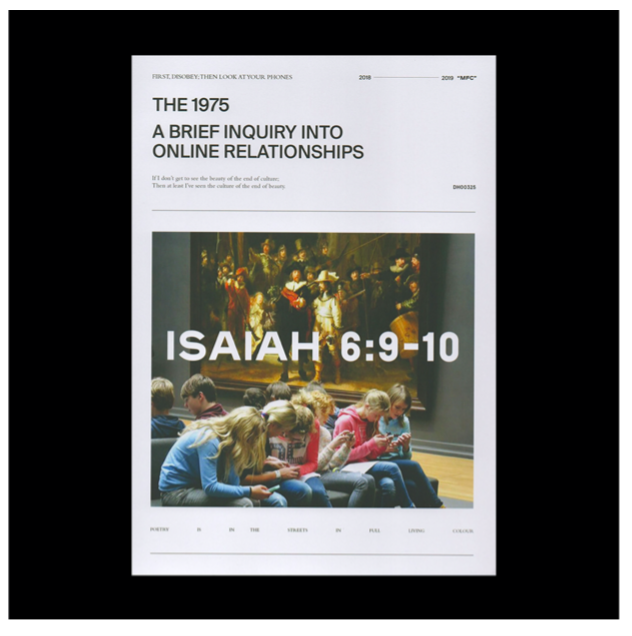 FIRST, DISOBEY; THEN LOOK AT YOUR PHONES
2018 2019 "MFC"
THE 1975
A BRIEF INQUIRY INTO
ONLINE RELATIONSHIPS
If I don't get to see the beauty of the end of culture;
Then at least I've seen the culture of the end of beauty
DH00325
ISAIAH 6:9-10
POETRY IS IN THE STREETS IN FULL LIVING COLOUR